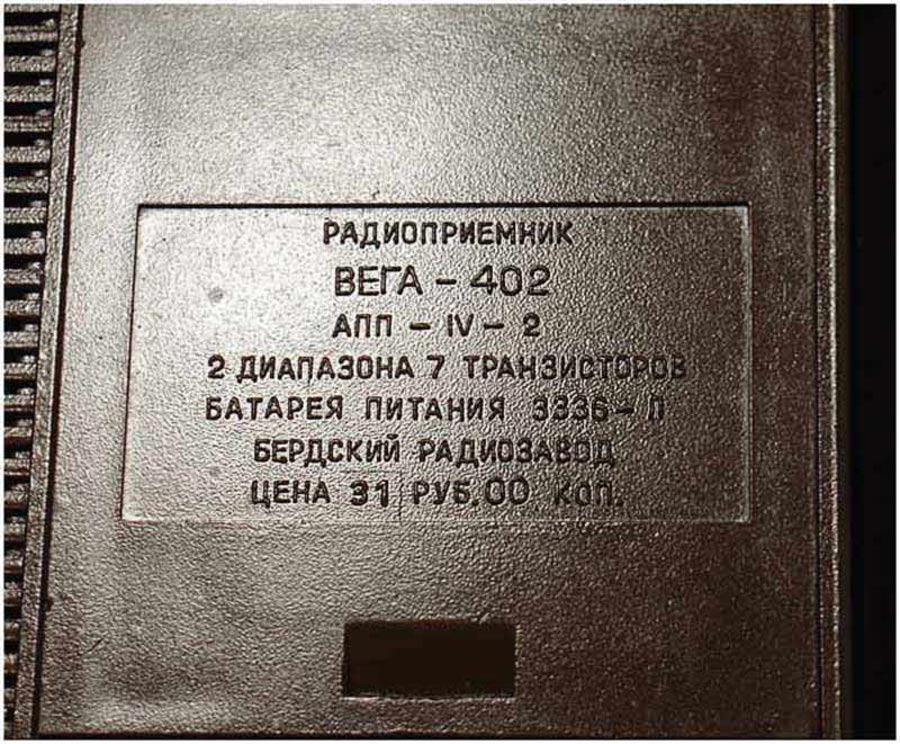 РАДИОПРИЕМНИК
ВЕГА – 402
АПП – IV – 2
2 ДИАПАЗОНА 7 ТРАНЗИСТОРОВ
БАТАРЕЯ ПИТАНИЯ 3336 – Л
БЕРДСКИЙ РАДИОЗАВОД
ЦЕНА 31 РУБ.00 КОП.